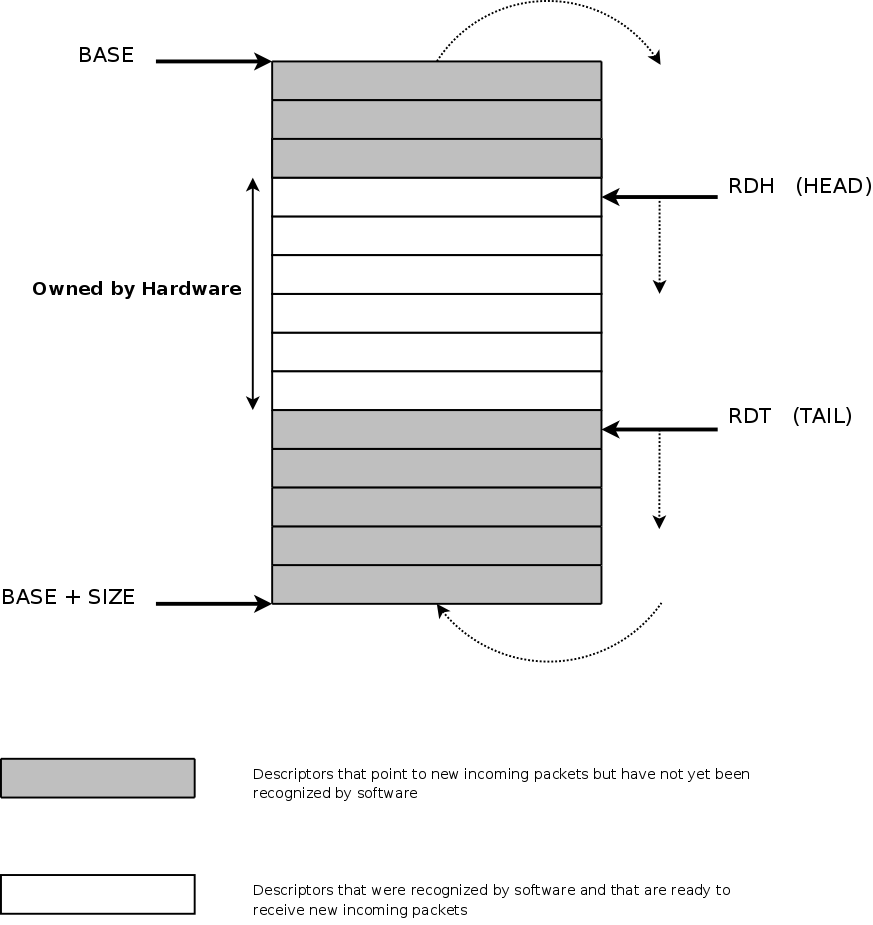 BASE
RDH (HEAD)
Owned by Hardware
RDT (TAIL)
BASE + SIZE
Descriptors that point to new incoming packets but have not yet been
recognized by software
Descriptors that were recognized by software and that are ready to
receive new incoming packets